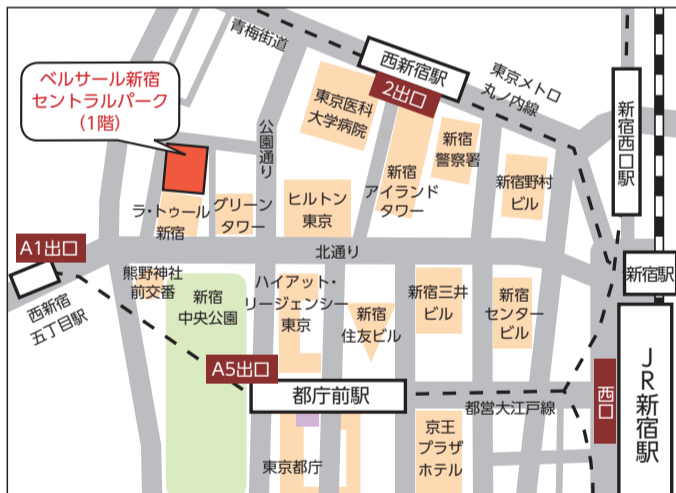 青梅街道
西新宿駅
東京メトロ
丸ノ内線
ベルサール新宿
セントラルパーク
(1階)
2出口
東京医科
大学病院
公園通り
新宿
警察署
新宿西口駅
新宿
アイランド
タワー
新宿野村
ビル
ラ・トゥール
新宿
グリーン
タワー
ヒルトン
東京
A1出口
北通り
新宿駅
熊野神社
前交番
西新宿
五丁目駅
新宿
中央公園
ハイアット・
リージェンシー
東京
新宿
住友ビル
新宿三井
ビル
新宿
センター
ビル
A5出口
都庁前駅
都営大江戸線
西口
JR新宿駅
東京都庁
京王
プラザ
ホテル